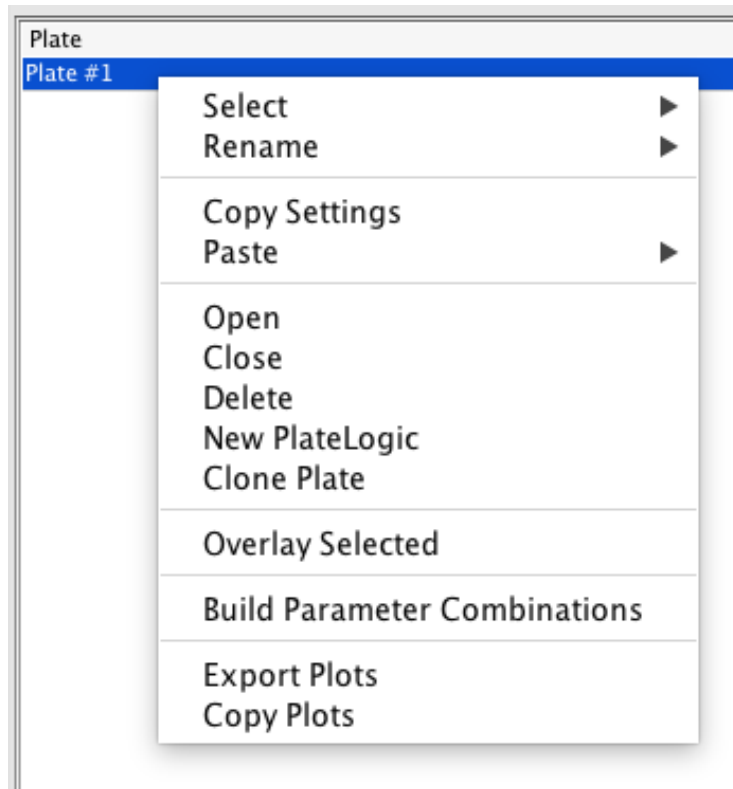 Plate
Plate #1
Select
Rename
Copy Settings
Paste
Open
Close
Delete
New PlateLogic
Clone Plate
Overlay Selected
Build Parameter Combinations
Export Plots
Copy Plots